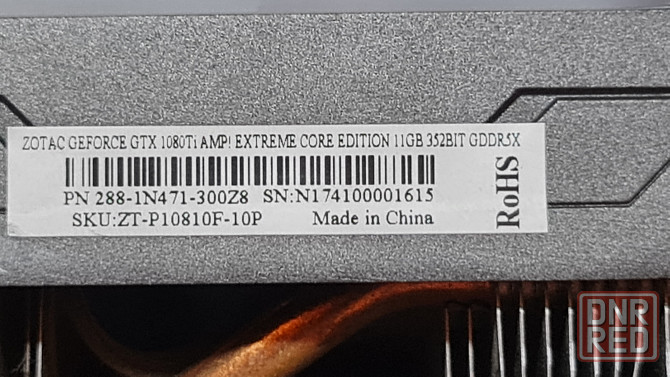 ZOTAC GEFORCE GTX 1080Ti AMP! EXTREME CORE EDITION 11GB 352BIT GDDR5X
PN 288-1N471-300Z8 SN:N174100001615
SKU:ZT-P10810F-10P Made in China
RoHS
DNR
RED